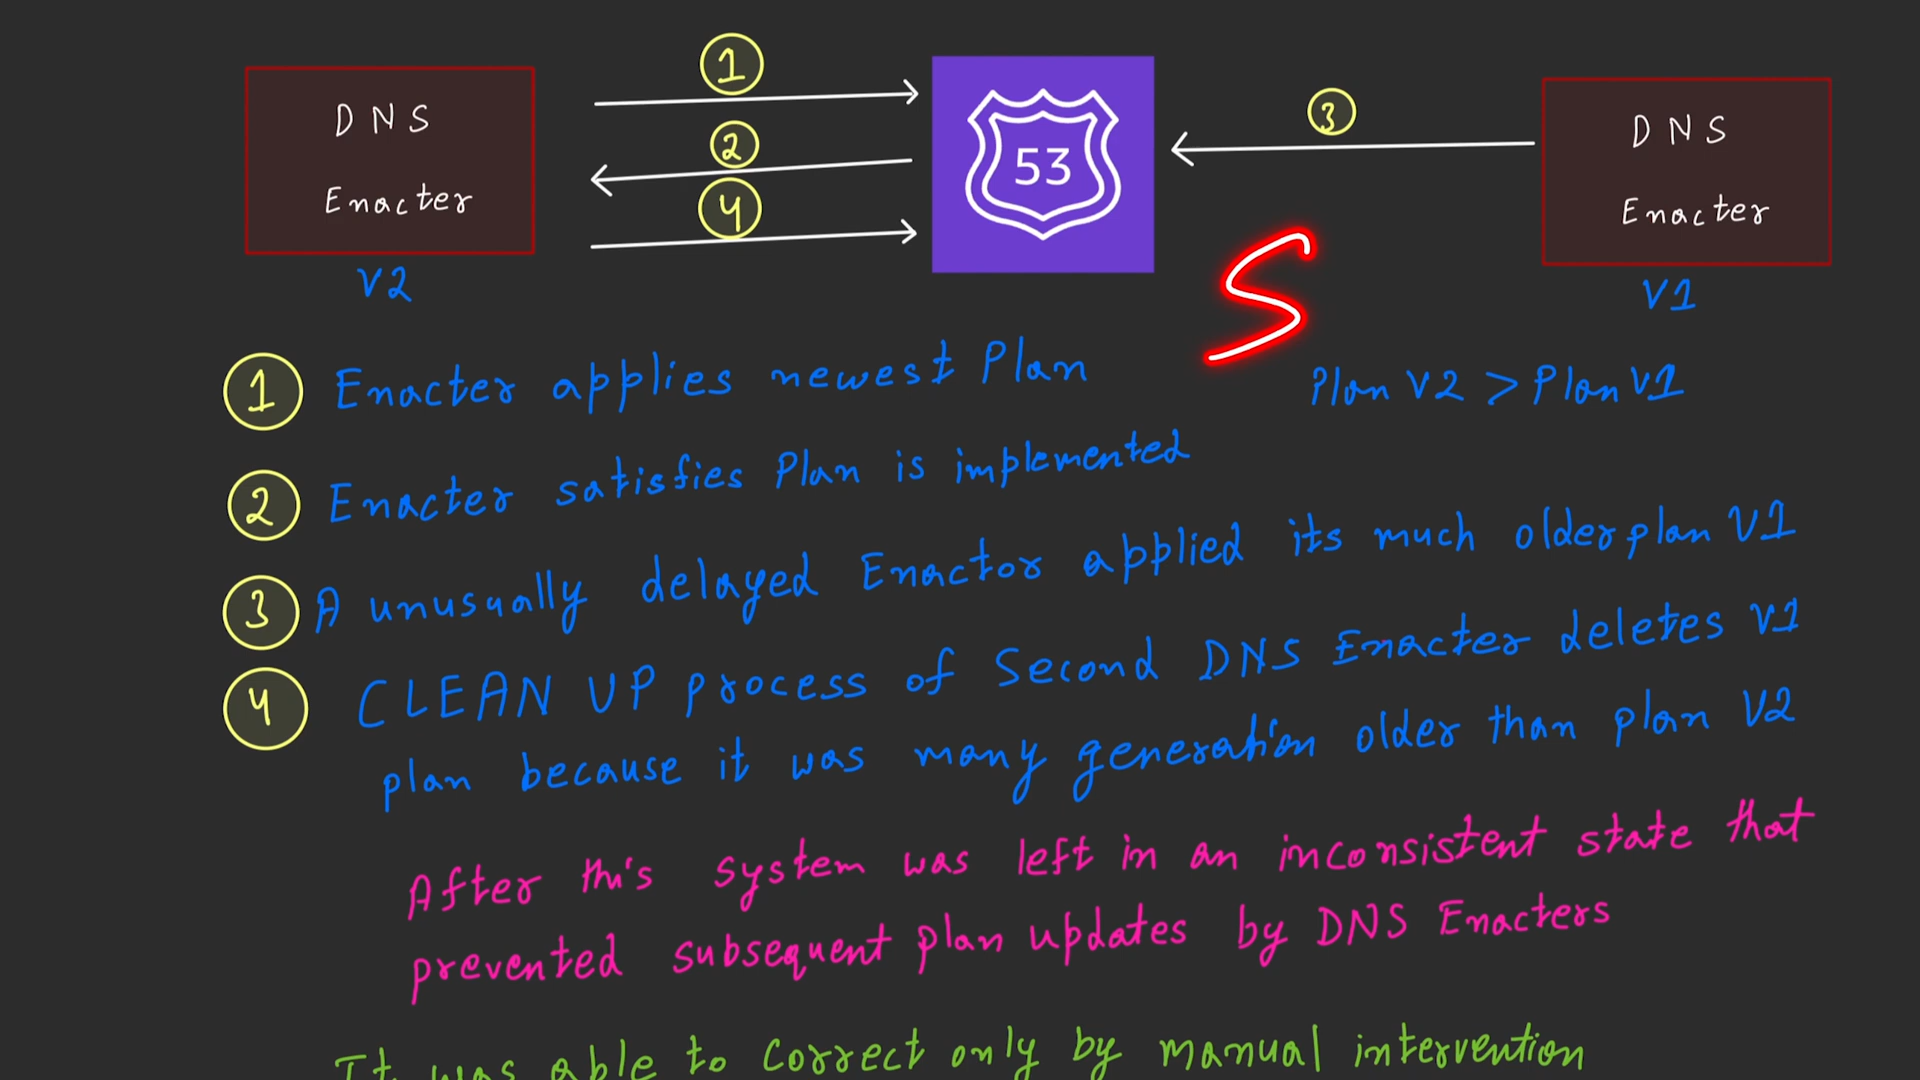 1
DNS
Enacter
V2
2
4
53
3
DNS
Enacter
V1
S
1 Enacter applies newest Plan
Plan V2 > Plan V1
2 Enacter satisfies Plan is implemented
3 A unusually delayed Enactor applied its much older plan V1
4 CLEAN UP process of Second DNS Enacter deletes V1
plan because it was many generation older than plan V2
After this system was left in an inconsistent state that
prevented subsequent plan updates by DNS Enacters
It was able to correct only by manual intervention